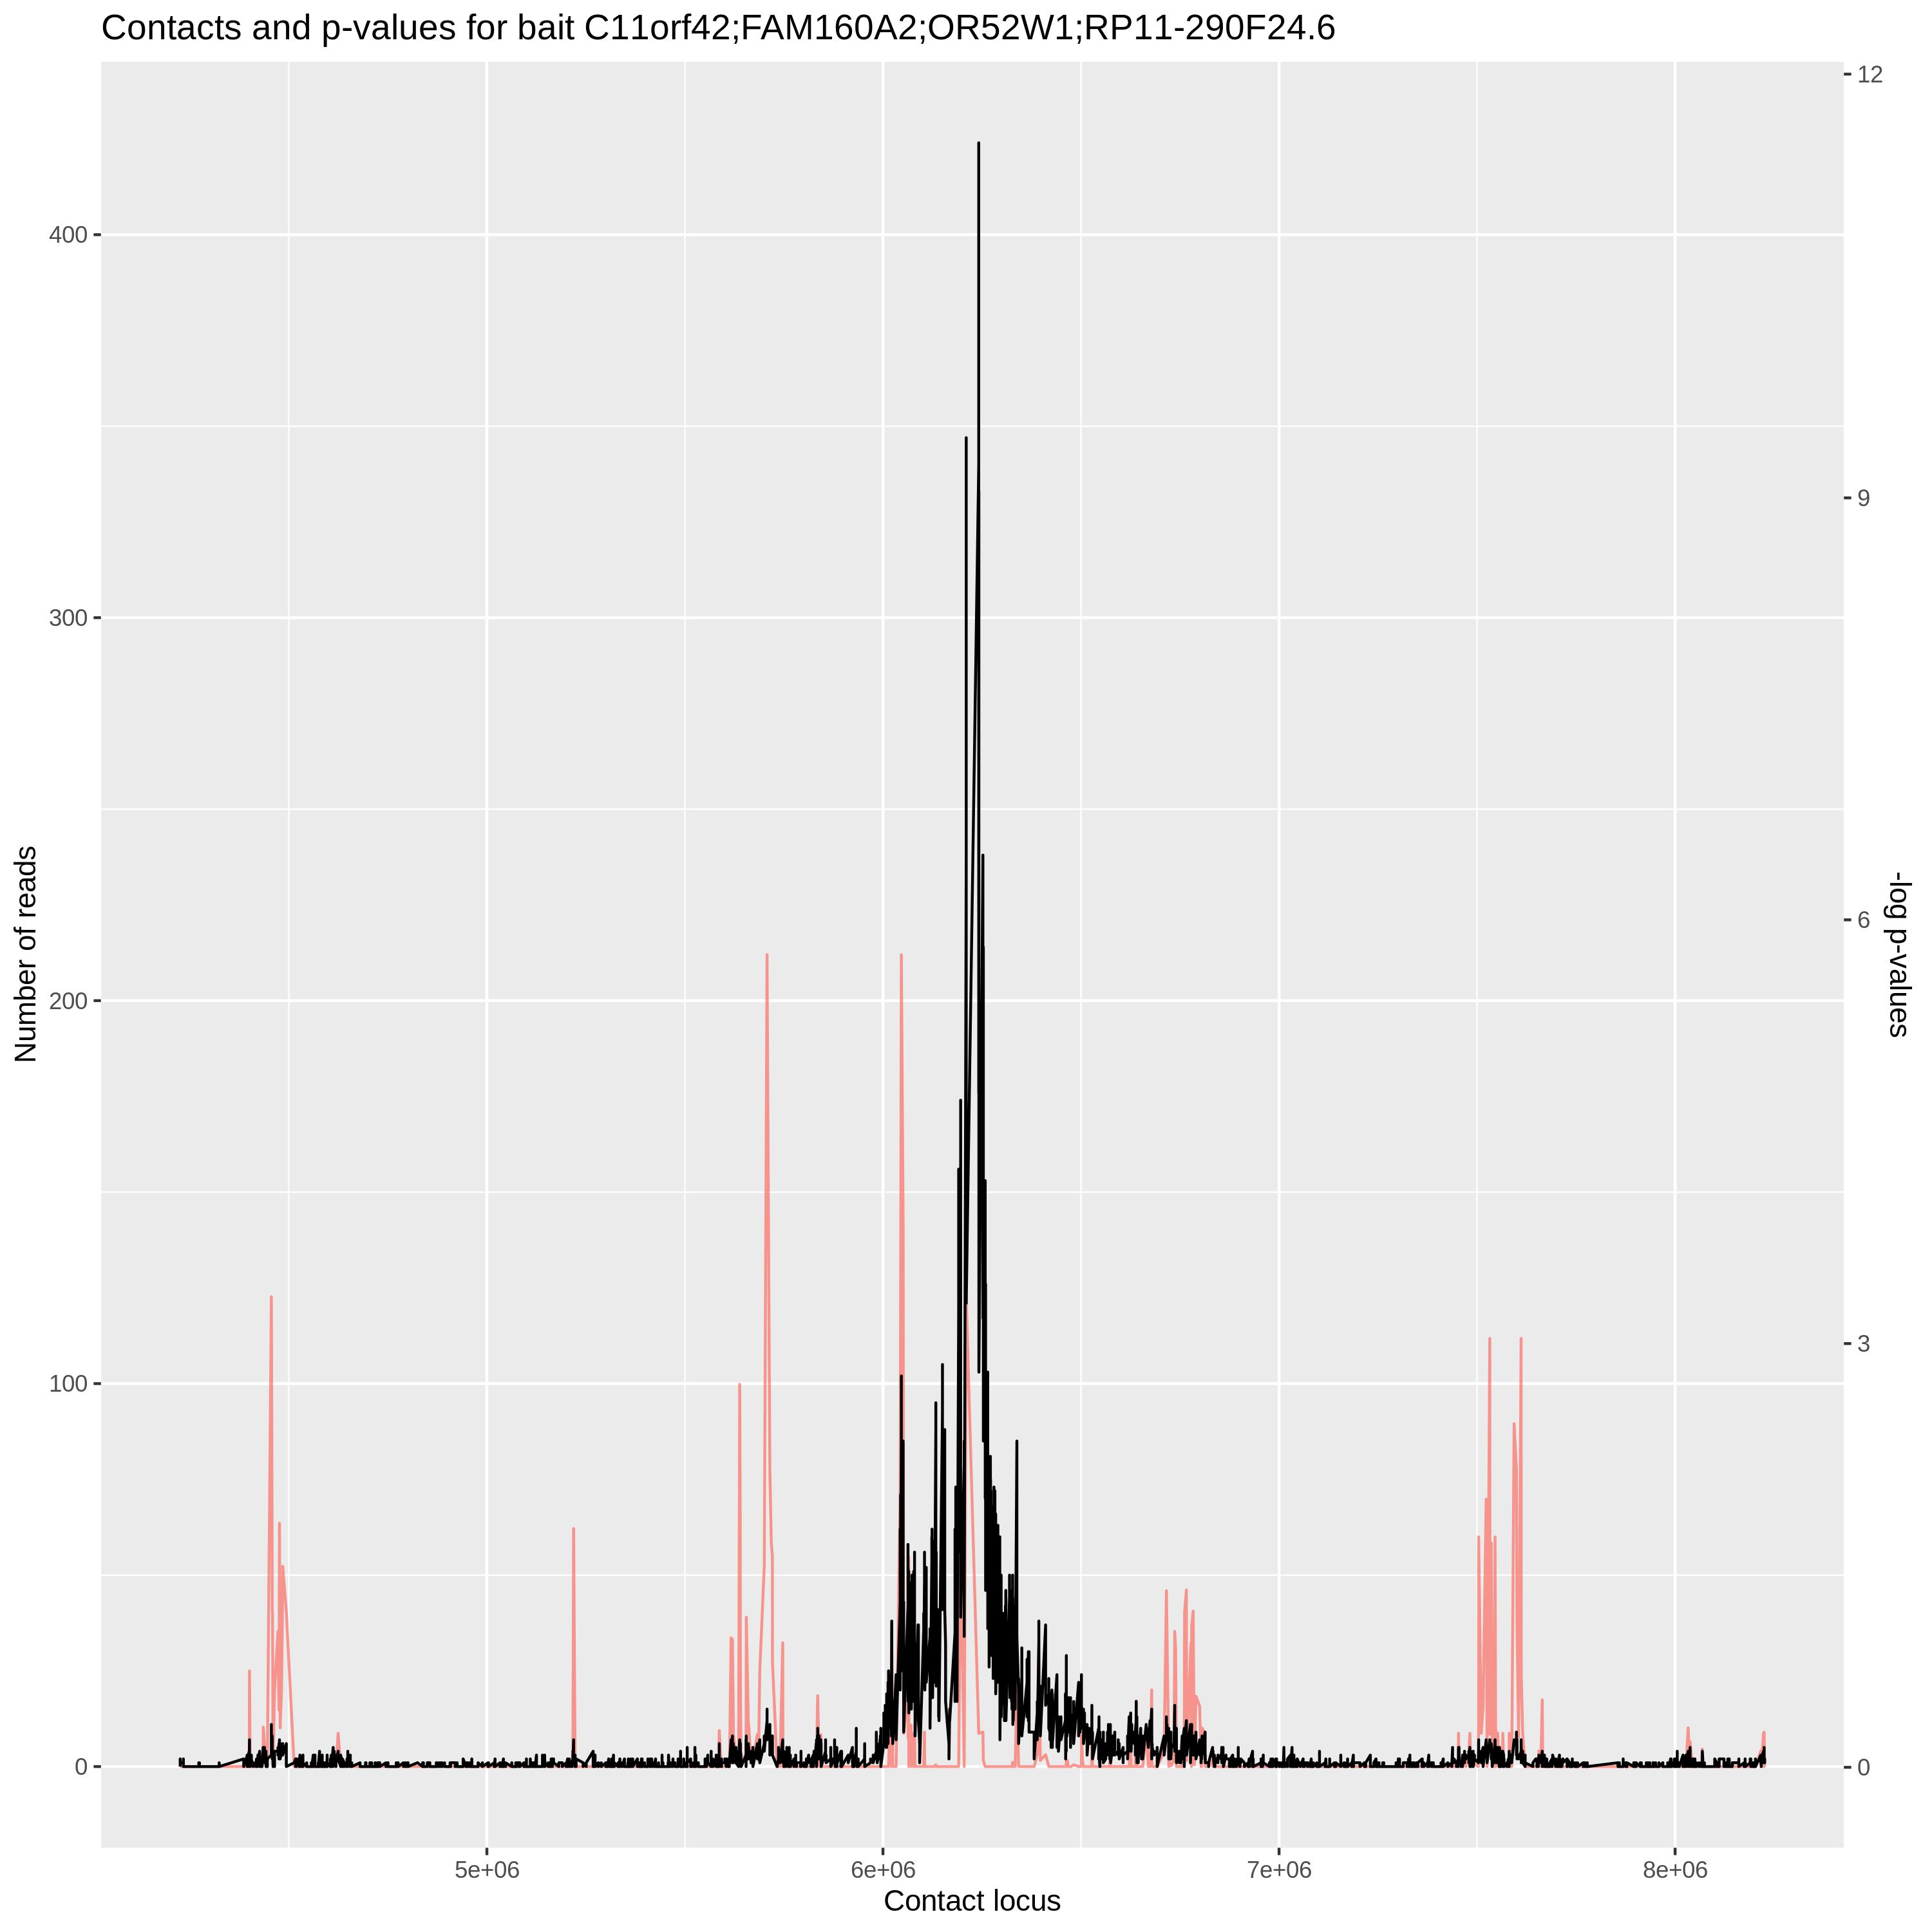 Contacts and p-values for bait C11orf42;FAM160A2;OR52W1;RP11-290F24.6
12
400
9
300
6
200
3
100
0
0
Number of reads
-log p-values
5e+06
6e+06
7e+06
8e+06
Contact locus